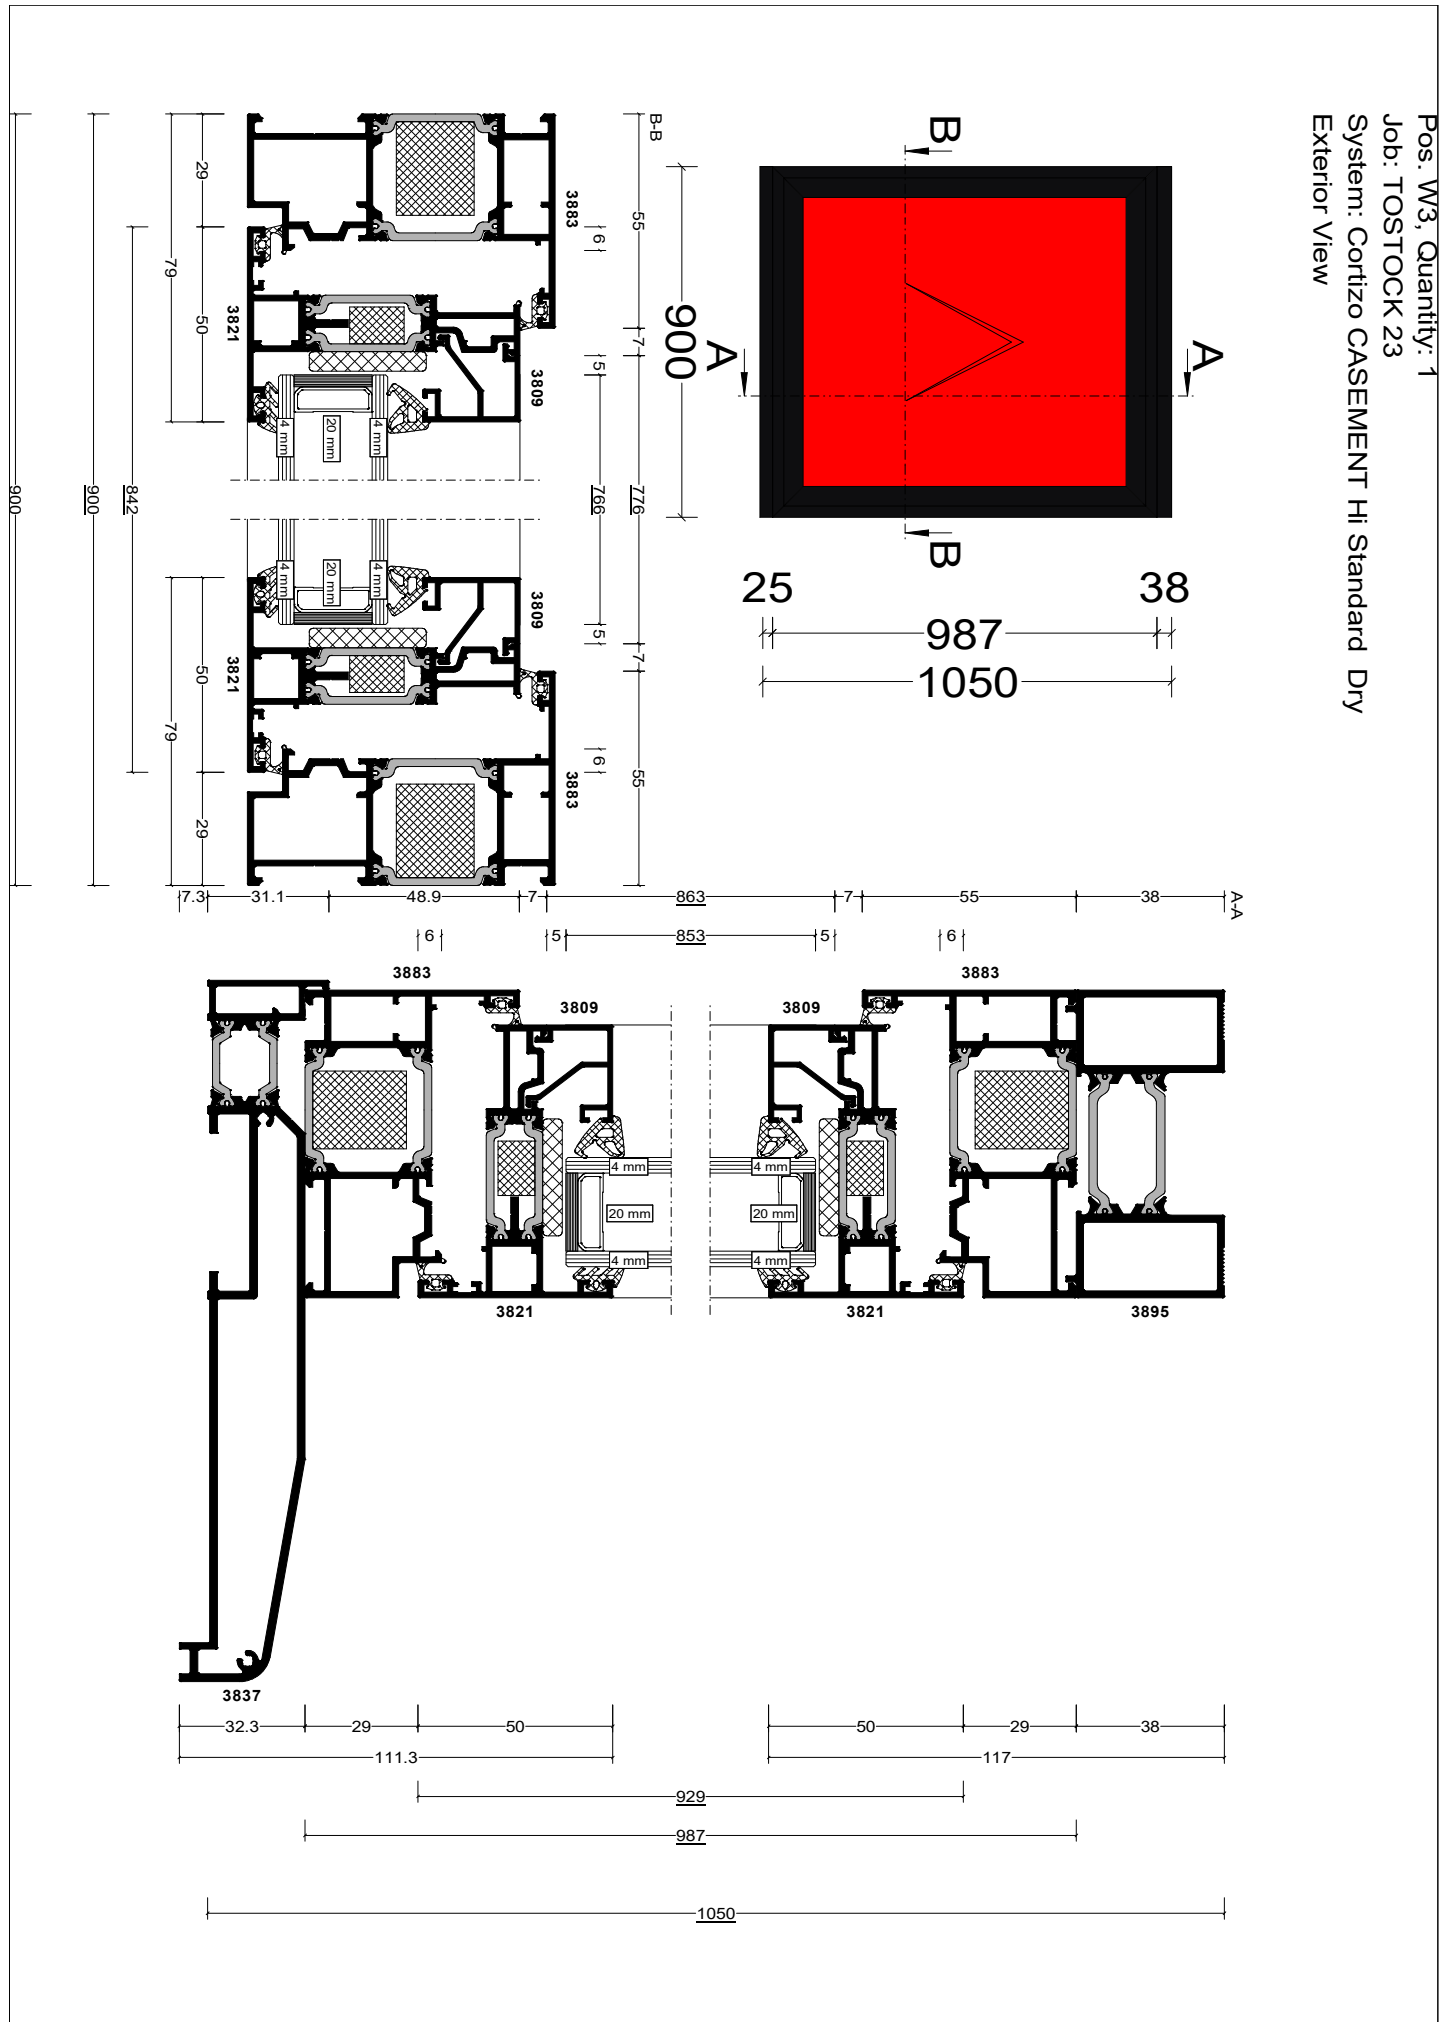 Pos. W3, Quantity: 1
Job: TOSTOCK 23
System: Cortizo CASEMENT Hi Standard Dry
Exterior View
B
B
A
A
900
25
38
987
1050
B-B
55
7
776
7
55
6
5
766
5
6
3883
3809
3809
3883
3821
3821
4 mm
20 mm
4 mm
4 mm
20 mm
4 mm
29
50
50
29
79
79
842
900
900
A-A
7.3
31.1
48.9
7
863
7
55
38
6
5
853
5
6
3883
3809
3809
3883
4 mm
4 mm
20 mm
20 mm
4 mm
4 mm
3821
3821
3895
3837
32.3
29
50
50
29
38
111.3
117
929
987
1050